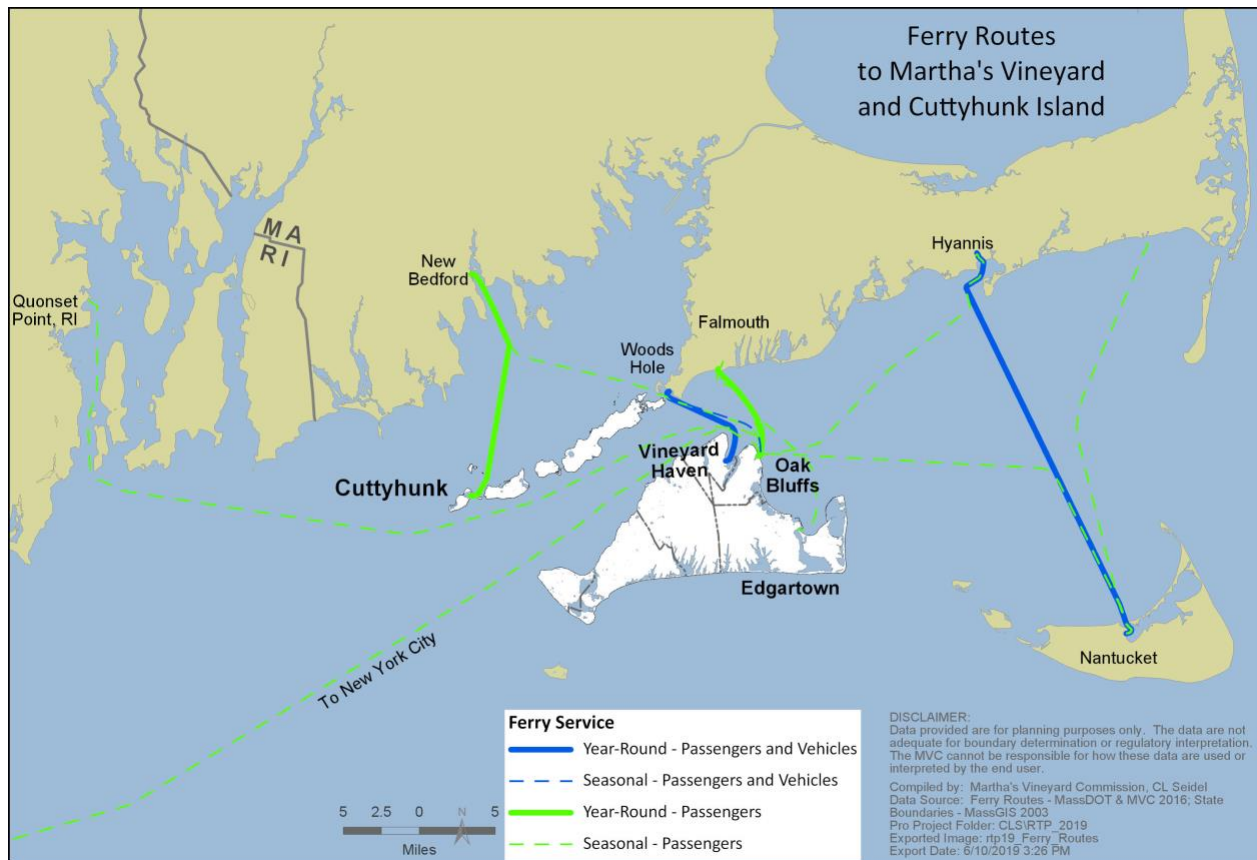 Ferry Routes
to Martha's Vineyard
and Cuttyhunk Island
MA
RI
Hyannis
New
Bedford
Quonset
Point, RI
Falmouth
Woods
Hole
Vineyard
Haven
Oak
Bluffs
Cuttyhunk
Edgartown
To New York City
Nantucket
Ferry Service
Year-Round - Passengers and Vehicles
Seasonal - Passengers and Vehicles
Year-Round - Passengers
Seasonal - Passengers
5 2.5 0 N 5
Miles
DISCLAIMER:
Data provided are for planning purposes only. The data are not
adequate for boundary determination or regulatory interpretation.
The MVC cannot be responsible for how these data are used or
interpreted by the end user.
Compiled by: Martha's Vineyard Commission, CL Seidel
Data Source: Ferry Routes - MassDOT & MVC 2016; State
Boundaries - MassGIS 2003
Pro Project Folder: CLS\RTP_2019
Exported Image: rtp19_Ferry_Routes
Export Date: 6/10/2019 3:26 PM